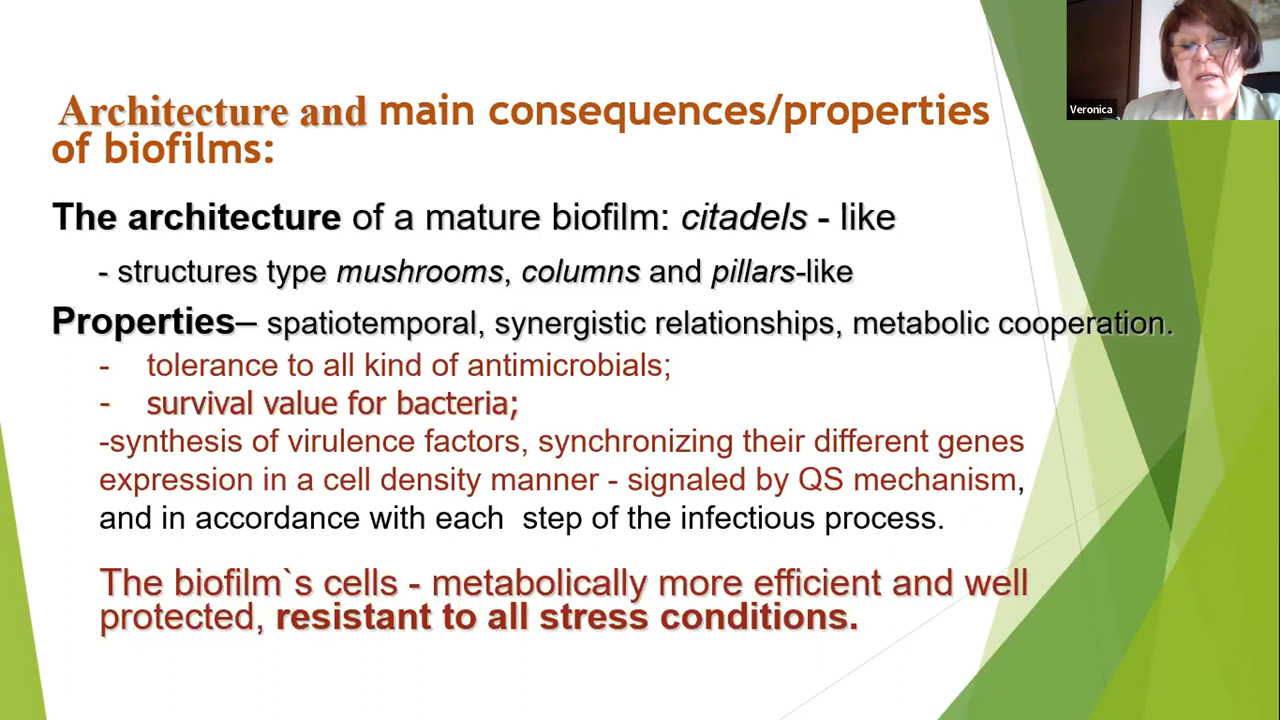 Architecture and main consequences/properties
of biofilms:
Veronica
The architecture of a mature biofilm: citadels - like
- structures type mushrooms, columns and pillars-like
Properties– spatiotemporal, synergistic relationships, metabolic cooperation.
- tolerance to all kind of antimicrobials;
- survival value for bacteria;
-synthesis of virulence factors, synchronizing their different genes
expression in a cell density manner - signaled by QS mechanism,
and in accordance with each step of the infectious process.
The biofilm`s cells - metabolically more efficient and well
protected, resistant to all stress conditions.